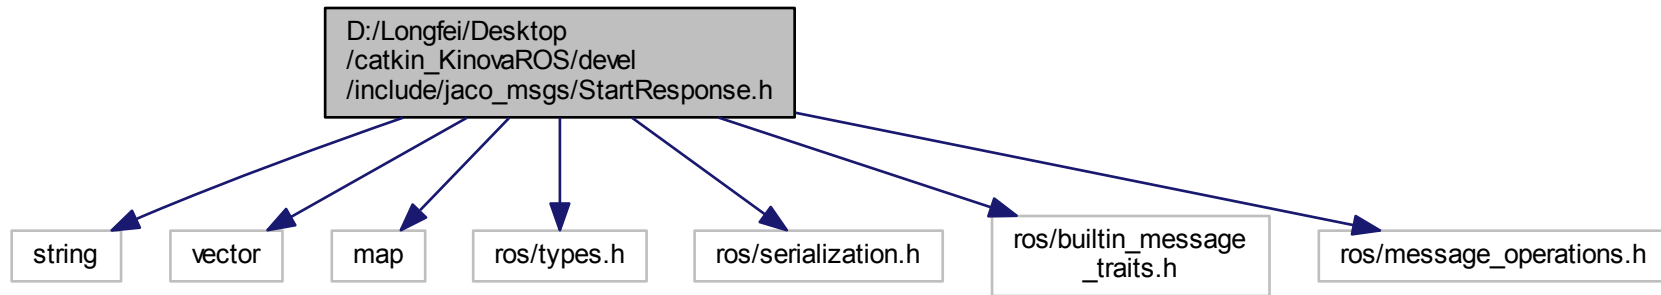 D:/Longfei/Desktop
/catkin_KinovaROS/devel
/include/jaco_msgs/StartResponse.h
string
vector
map
ros/types.h
ros/serialization.h
ros/builtin_message
_traits.h
ros/message_operations.h